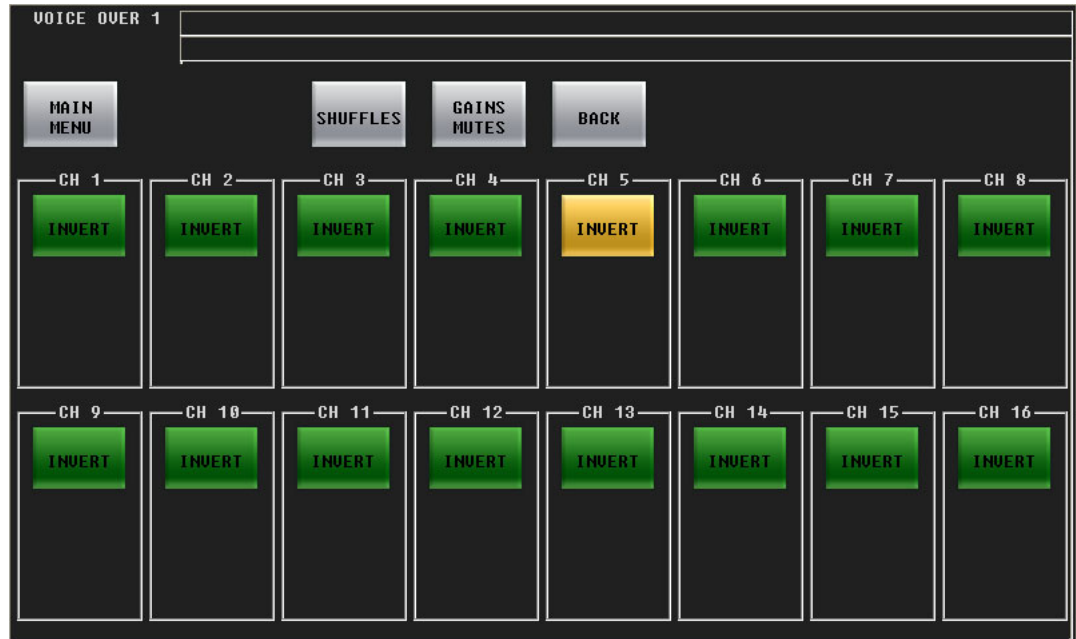 VOICE OVER 1
MAIN
MENU
SHUFFLES
GAINS
MUTES
BACK
CH 1
CH 2
CH 3
CH 4
CH 5
CH 6
CH 7
CH 8
INVERT
INVERT
INVERT
INVERT
INVERT
INVERT
INVERT
INVERT
CH 9
CH 10
CH 11
CH 12
CH 13
CH 14
CH 15
CH 16
INVERT
INVERT
INVERT
INVERT
INVERT
INVERT
INVERT
INVERT